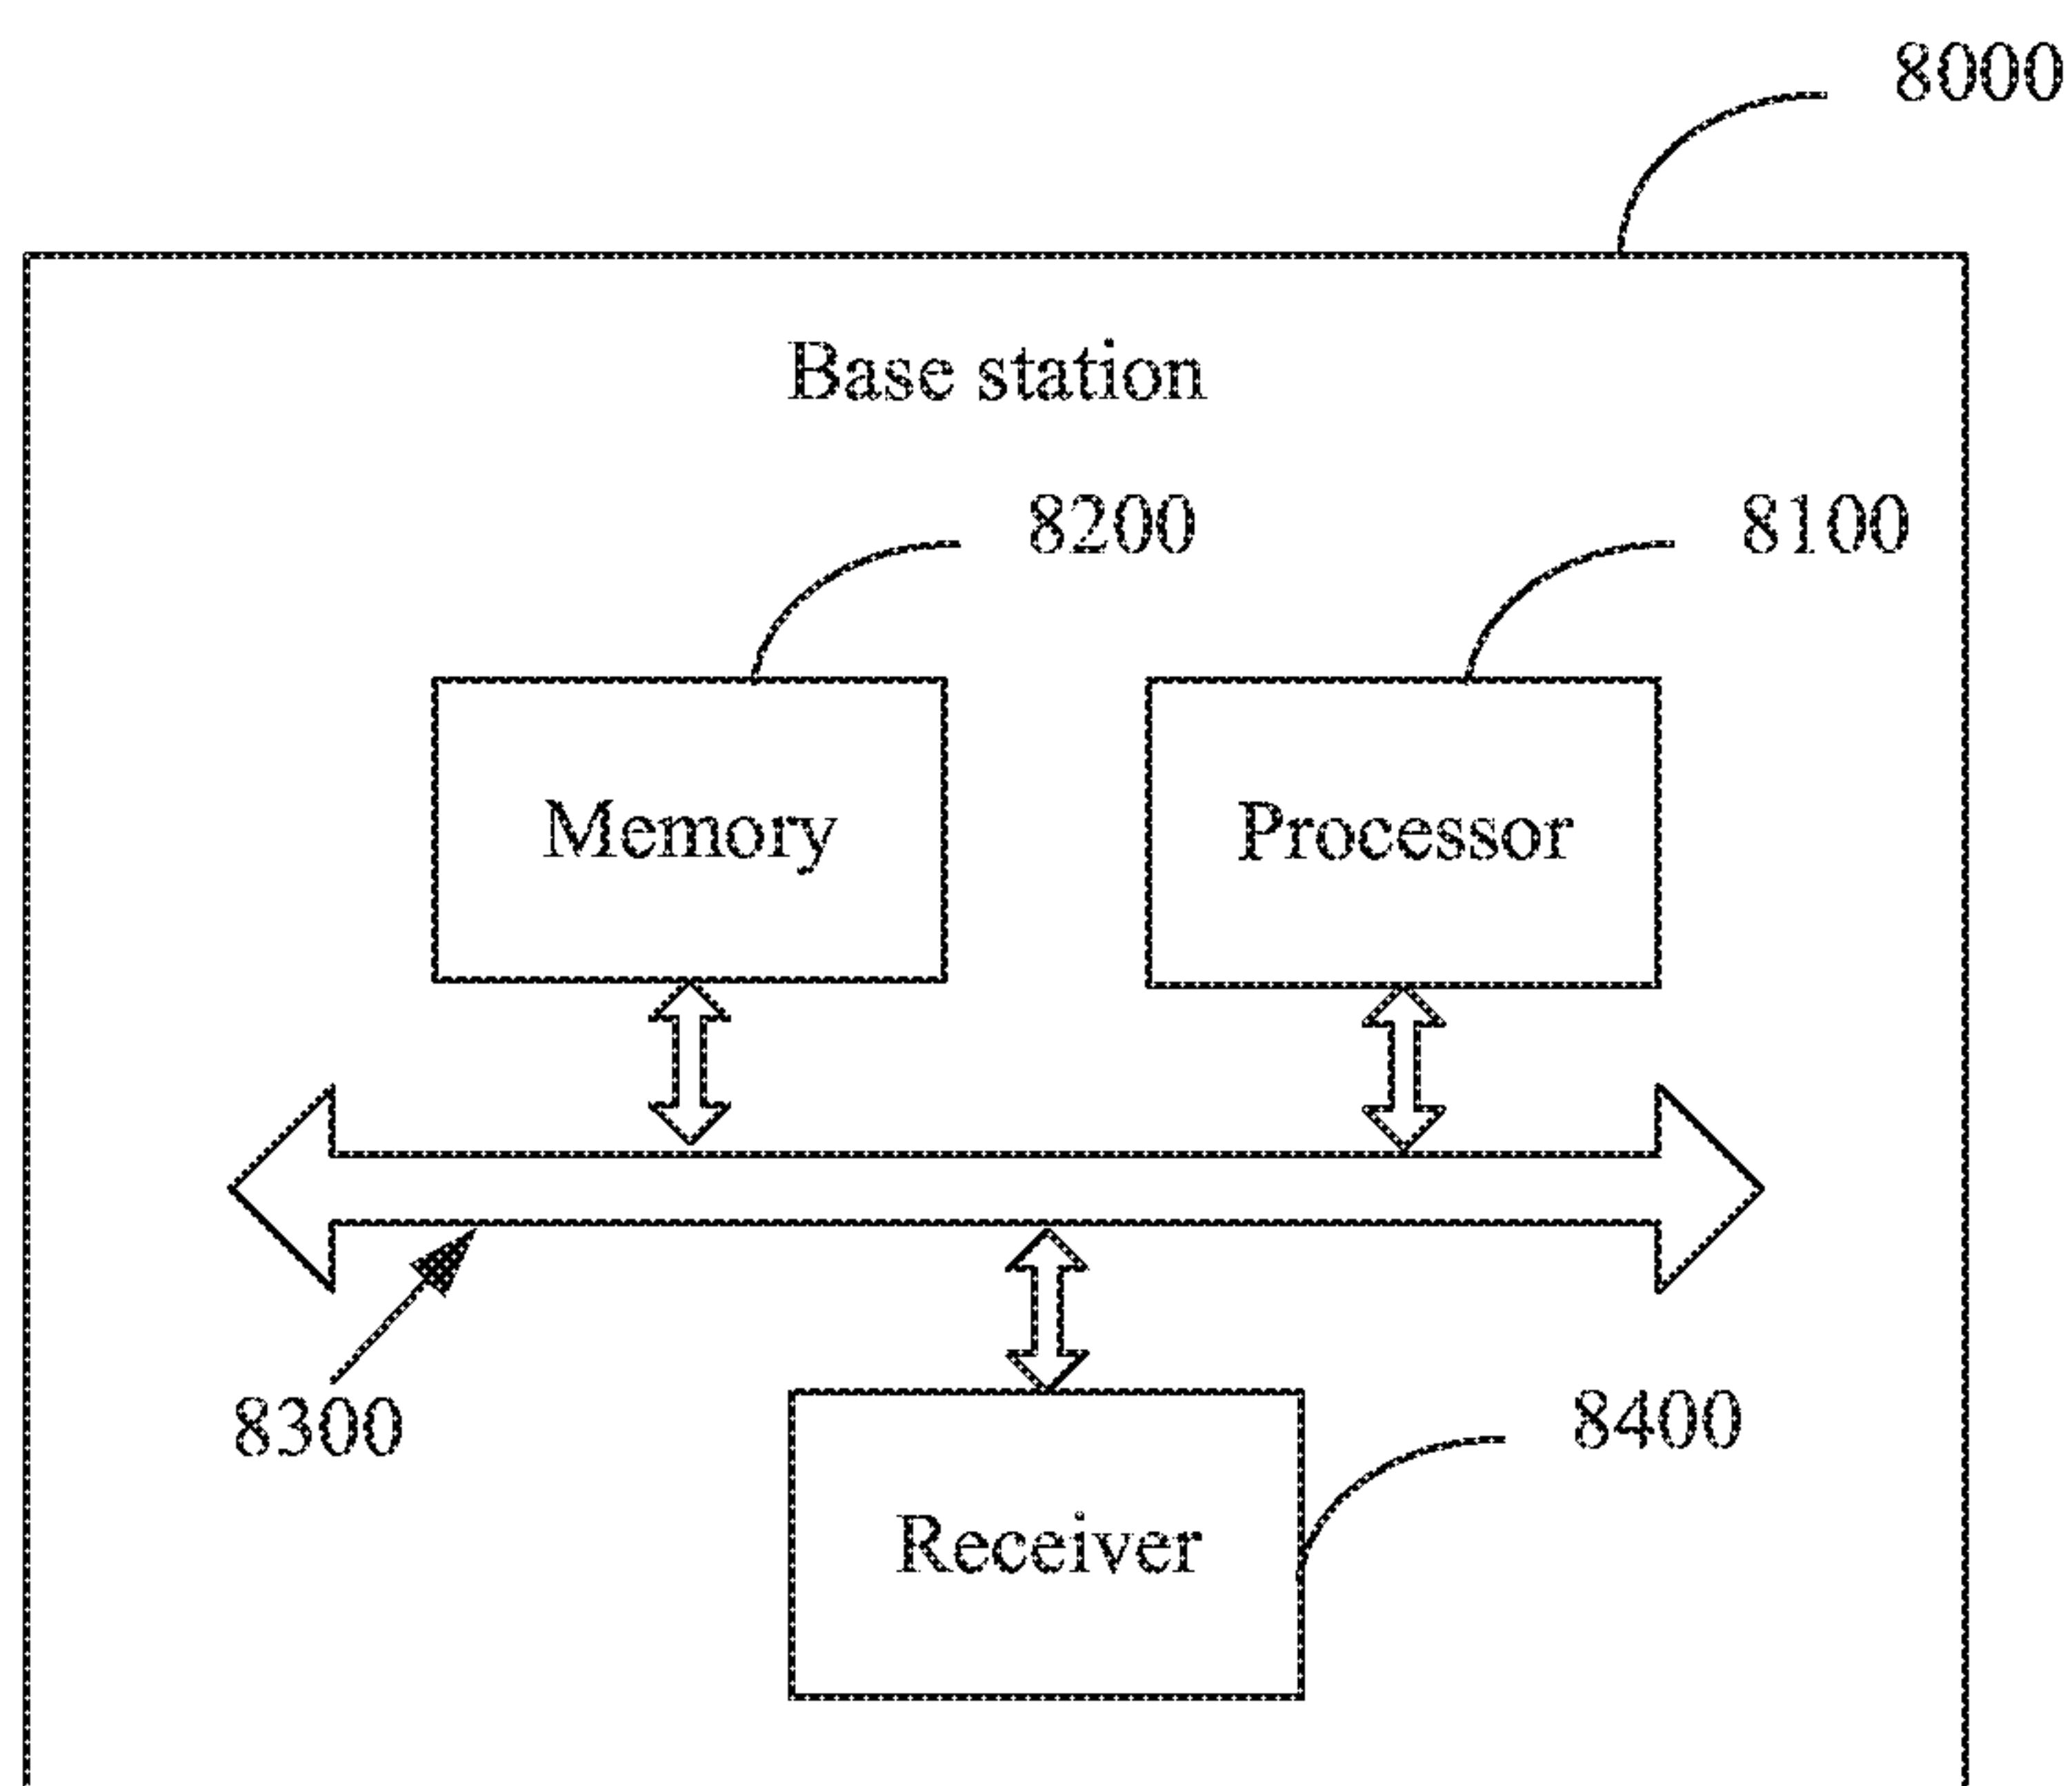 8000
Base station
8200
8100
Memory
Processor
8300
8400
Receiver